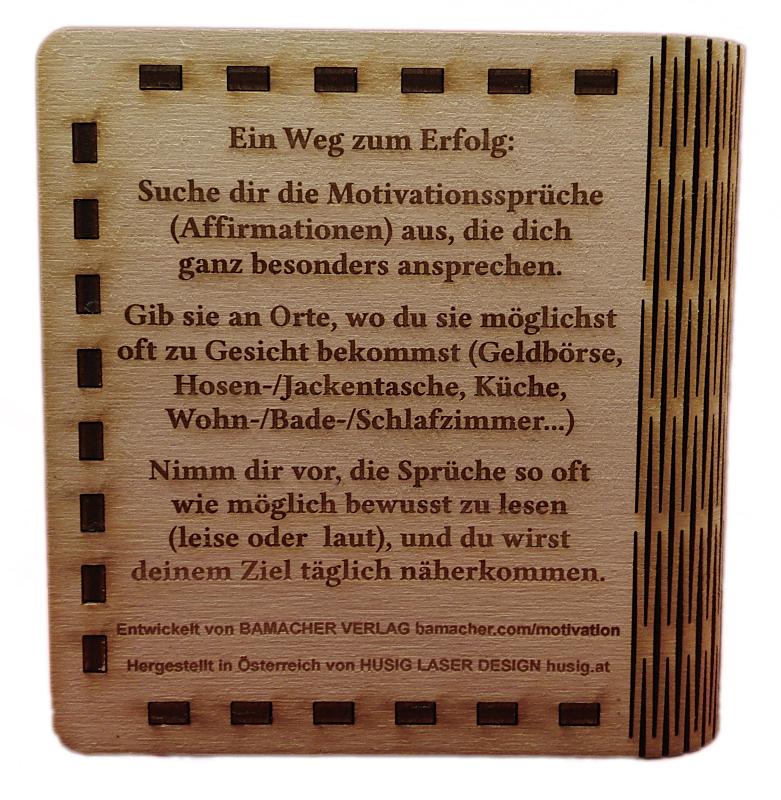 Ein Weg zum Erfolg:
Suche dir die Motivationssprüche
(Affirmationen) aus, die dich
ganz besonders ansprechen.
Gib sie an Orte, wo du sie möglichst
oft zu Gesicht bekommst (Geldbörse,
Hosen-/Jackentasche, Küche,
Wohn-/Bade-/Schlafzimmer...)
Nimm dir vor, die Sprüche so oft
wie möglich bewusst zu lesen
(leise oder laut), und du wirst
deinem Ziel täglich näherkommen.
Entwickelt von BAMACHER VERLAG bamacher.com/motivation
Hergestellt in Österreich von HUSIG LASER DESIGN husig.at